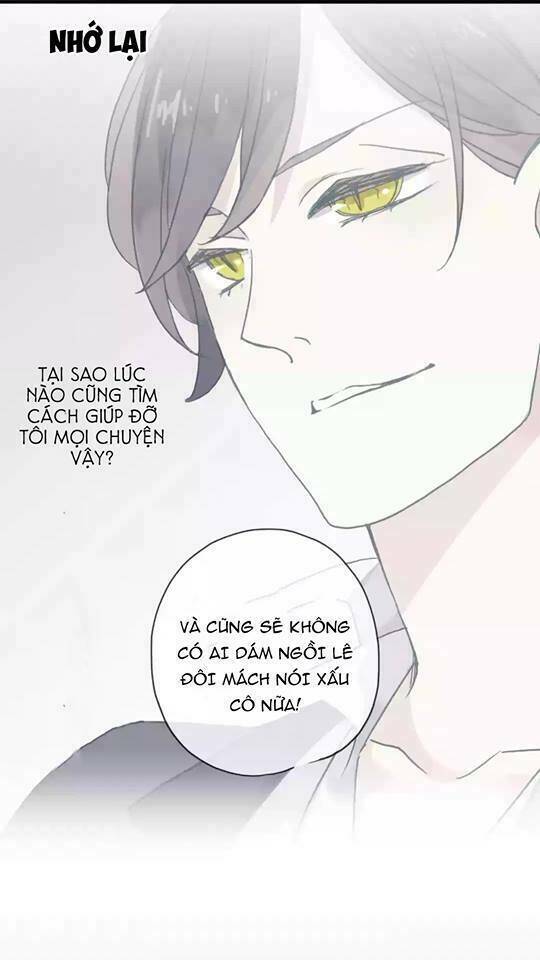 NHỚ LẠI
TẠI SAO LÚC
NÀO CŨNG TÌM
CÁCH GIÚP ĐỠ
TÔI MỌI CHUYỆN
VẬY?
VÀ CŨNG SẼ KHÔNG
CÓ AI DÁM NGỒI LÊ
ĐÔI MÁCH NÓI XẤU
CÔ NỮA!